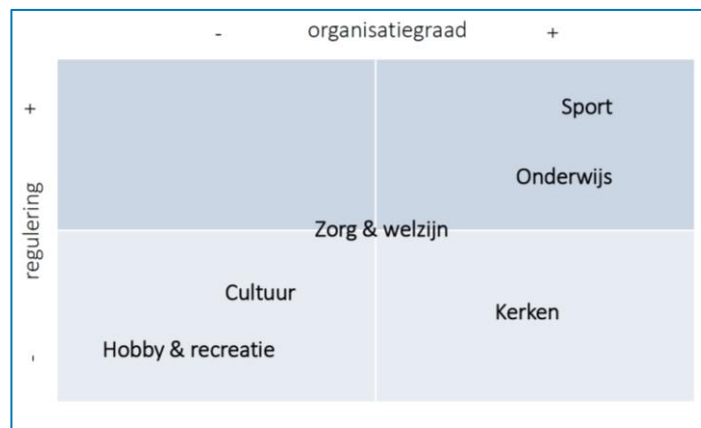 - organisatiegraad +
+
Sport
Onderwijs
regulering
Zorg & welzijn
Cultuur
Kerken
Hobby & recreatie
-